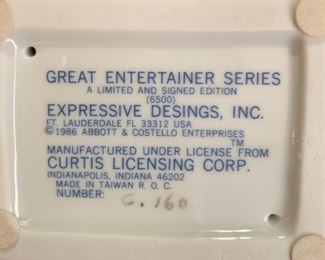 GREAT ENTERTAINER SERIES
A LIMITED AND SIGNED EDITION
(6500)
EXPRESSIVE DESINGS, INC.
FT. LAUDERDALE FL 33312 USA
©1986 ABBOTT & COSTELLO ENTERPRISES
TM
MANUFACTURED UNDER LICENSE FROM
CURTIS LICENSING CORP.
INDIANAPOLIS, INDIANA 46202
MADE IN TAIWAN R.O.C.
NUMBER: C. 160